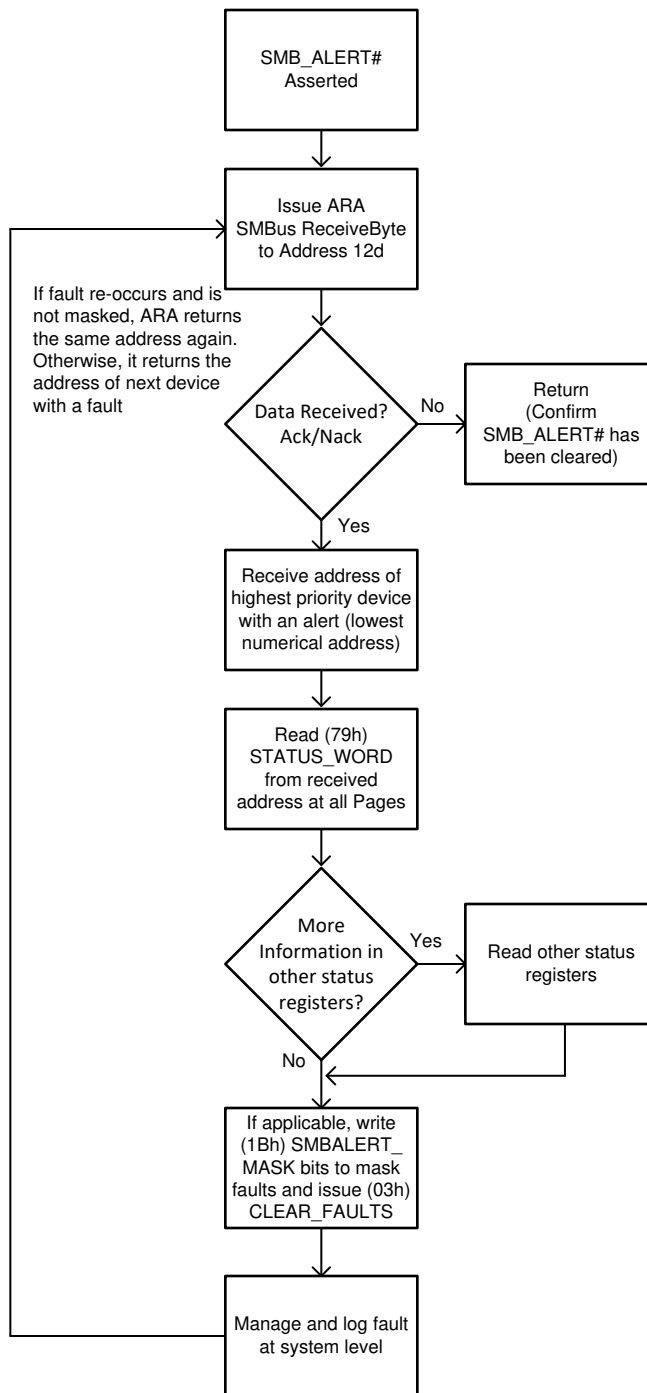 SMB_ALERT#
Asserted
Issue ARA
SMBus ReceiveByte
to Address 12d
If fault re-occurs and is
not masked, ARA returns
the same address again.
Otherwise, it returns the
address of next device
with a fault
Data Received?
Ack/Nack
No
Return
(Confirm
SMB_ALERT# has
been cleared)
Yes
Receive address of
highest priority device
with an alert (lowest
numerical address)
Read (79h)
STATUS_WORD
from received
address at all Pages
More
Information in
other status
registers?
Yes
Read other status
registers
No
If applicable, write
(1Bh) SMBALERT_
MASK bits to mask
faults and issue (03h)
CLEAR_FAULTS
Manage and log fault
at system level